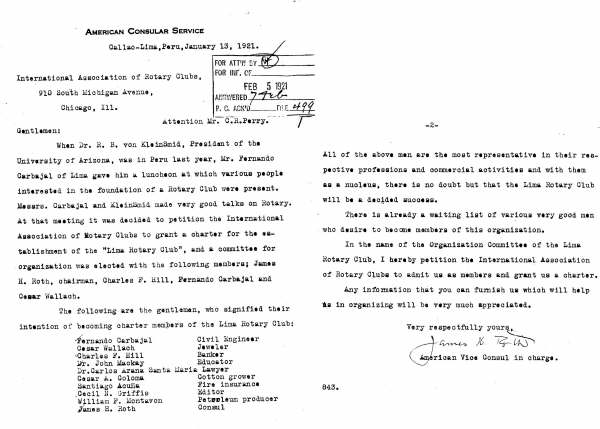 AMERICAN CONSULAR SERVICE
Callao-Lima, Peru, January 13, 1921.
International Association of Rotary Clubs,
910 South Michigan Avenue,
Chicago, Ill.
FOR ATT'N BY
FOR INF. OF
FEB 5 1921
ANSWERED 7 Feb
P. C. ACK'D FILE 499
Attention Mr. C.R.Perry.
Gentlemen:
When Dr. R. B. von KleinSmid, President of the
University of Arizona, was in Peru last year, Mr. Fernando
Carbajal of Lima gave him a luncheon at which various people
interested in the foundation of a Rotary Club were present.
Messrs. Carbajal and KleinSmid made very good talks on Rotary.
At that meeting it was decided to petition the International
Association of Rotary Clubs to grant a charter for the es-
tablishment of the "Lima Rotary Club", and a committee for
organization was elected with the following members; James
H. Roth, chairman, Charles F. Hill, Fernando Carbajal and
Cesar Wallach.
The following are the gentlemen, who signified their
intention of becoming charter members of the Lima Rotary Club:
Fernando Carbajal Civil Engineer
Cesar Wallach Jeweler
Charles F. Hill Banker
Dr. John Mackay Educator
Dr.Carlos Arana Santa Maria Lawyer
Cesar A. Coloma Cotton grower
Santiago Acuña Fire insurance
Cecil N. Griffis Editor
William F. Montavon Petroleum producer
James H. Roth Consul
-2-
All of the above men are the most representative in their res-
pective professions and commercial activities and with them
as a nucleus, there is no doubt but that the Lima Rotary Club
will be a decided success.
There is already a waiting list of various very good men
who desire to become members of this organization.
In the name of the Organization Committee of the Lima
Rotary Club, I hereby petition the International Association
of Rotary Clubs to admit us as members and grant us a charter.
Any information that you can furnish us which will help
us in organizing will be very much appreciated.
Very respectfully yours,
James H Roth
American Vice Consul in charge.
843.